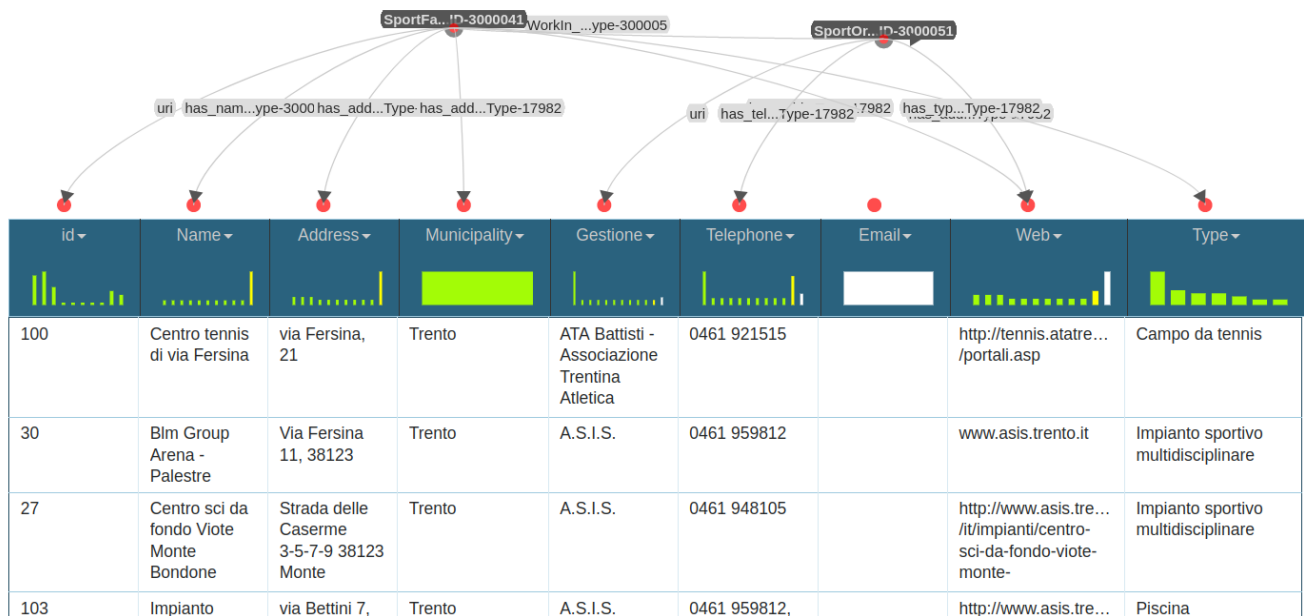 SportFa...ID-3000041
WorkIn_...ype-300005
SportOr...ID-3000051
uri
has_nam...ype-3000
has_add...Type-
has_add...Type-17982
uri
has_tel...Type-17982
17982
has_typ...Type-17982
id Name Address Municipality Gestione Telephone Email Web Type
100 Centro tennis via Fersina, Trento ATA Battisti - 0461 921515 http://tennis.atatre... Campo da tennis
di via Fersina 21 Associazione /portali.asp
Trentina
Atletica
30 Blm Group Via Fersina Trento A.S.I.S. 0461 959812 www.asis.trento.it Impianto sportivo
Arena - 11, 38123 multidisciplinare
Palestre
27 Centro sci da Strada delle Trento A.S.I.S. 0461 948105 http://www.asis.tre... Impianto sportivo
fondo Viote Caserme /it/impianti/centro- multidisciplinare
Monte 3-5-7-9 38123 sci-da-fondo-viote-
Bondone Monte monte-
103 Impianto via Bettini 7, Trento A.S.I.S. 0461 959812, http://www.asis.tre... Piscina